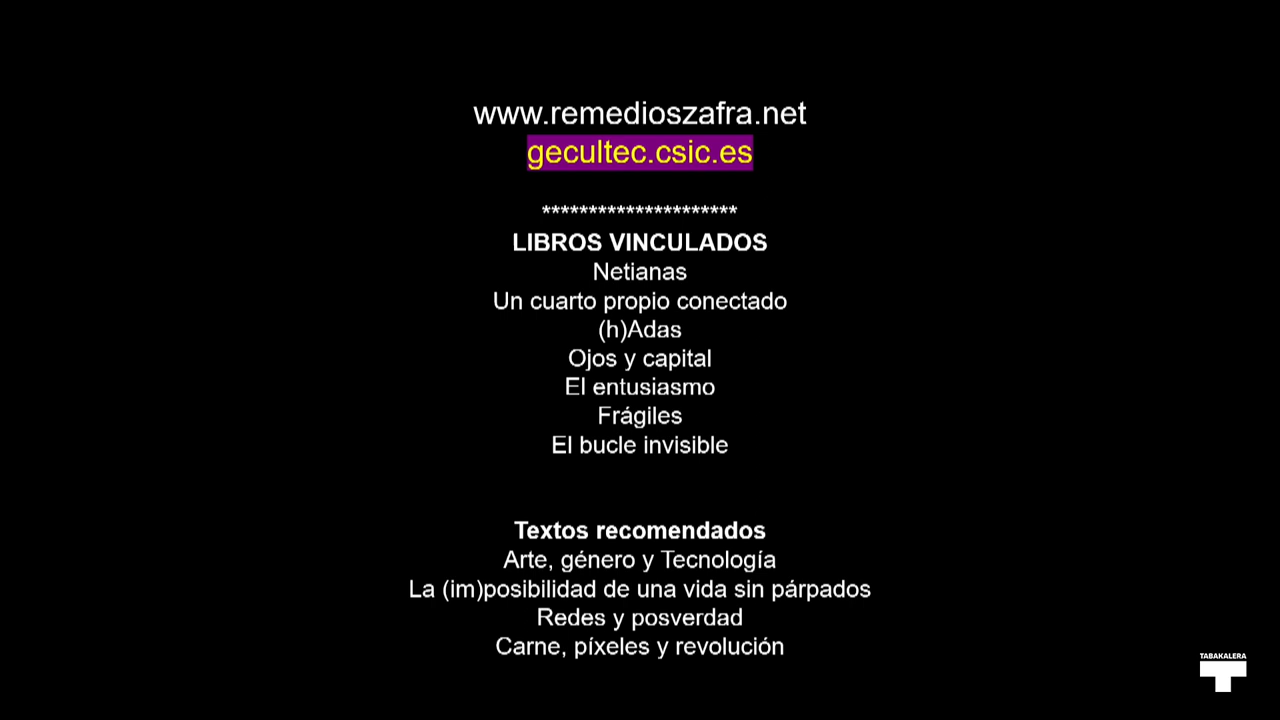 www.remedioszafra.net
gecultec.csic.es
*********************
LIBROS VINCULADOS
Netianas
Un cuarto propio conectado
(h)Adas
Ojos y capital
El entusiasmo
Frágiles
El bucle invisible
Textos recomendados
Arte, género y Tecnología
La (im)posibilidad de una vida sin párpados
Redes y posverdad
Carne, píxeles y revolución
TABAKALERA